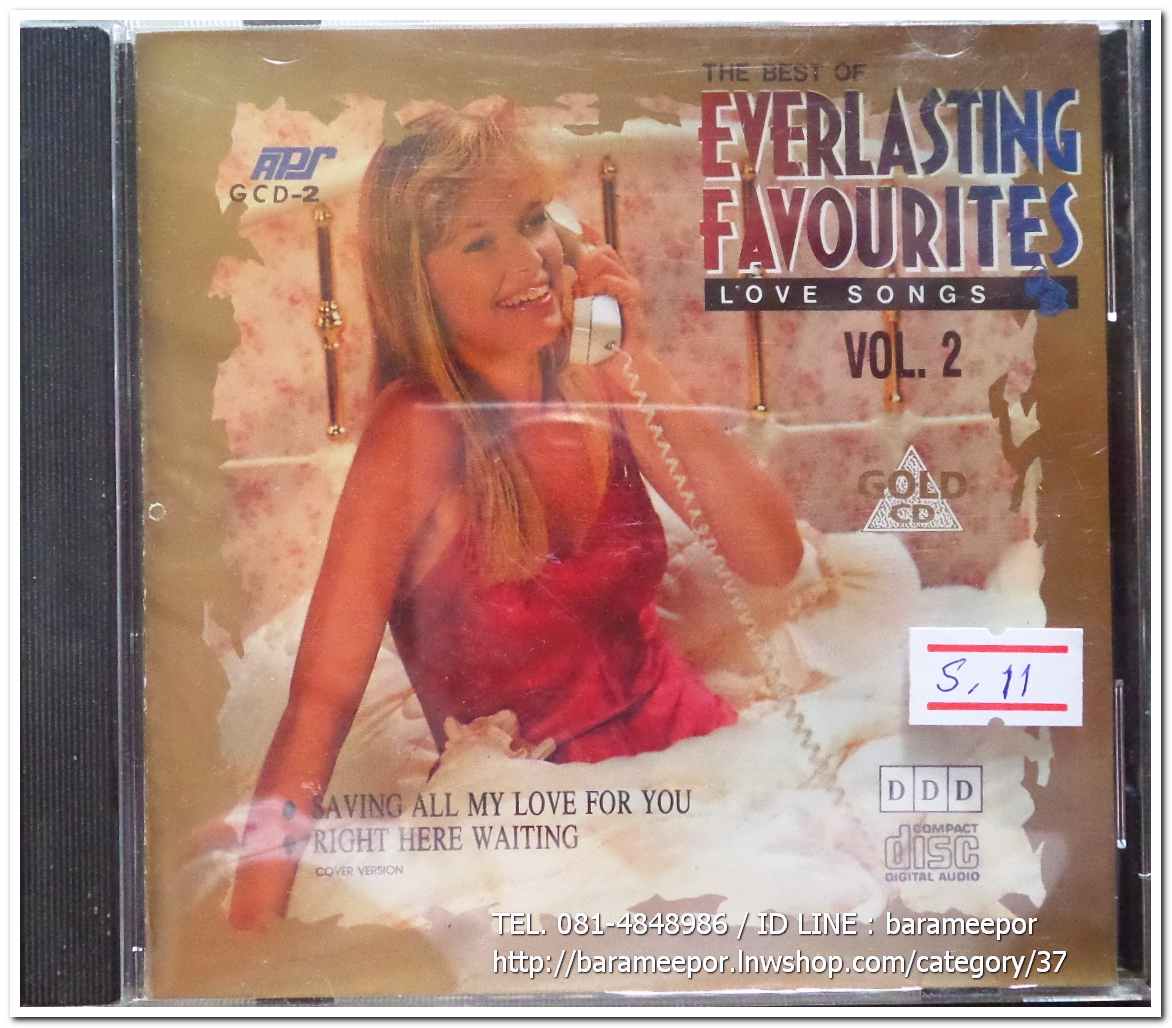 THE BEST OF
EVERLASTING
FAVOURITES
LOVE SONGS
VOL. 2
APS
GCD-2
GOLD
CD
S. 11
SAVING ALL MY LOVE FOR YOU
RIGHT HERE WAITING
COVER VERSION
DDD
COMPACT
disc
DIGITAL AUDIO
TEL. 081-4848986 / ID LINE : barameepor
http://barameepor.lnwshop.com/category/37